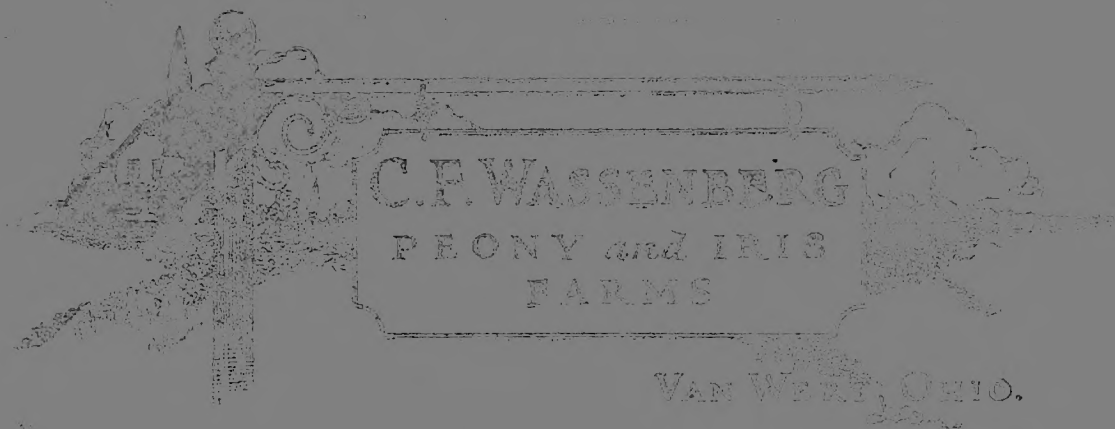 C.F. WASSENBERG
PEONY and IRIS
FARMS
VAN WERT, OHIO.